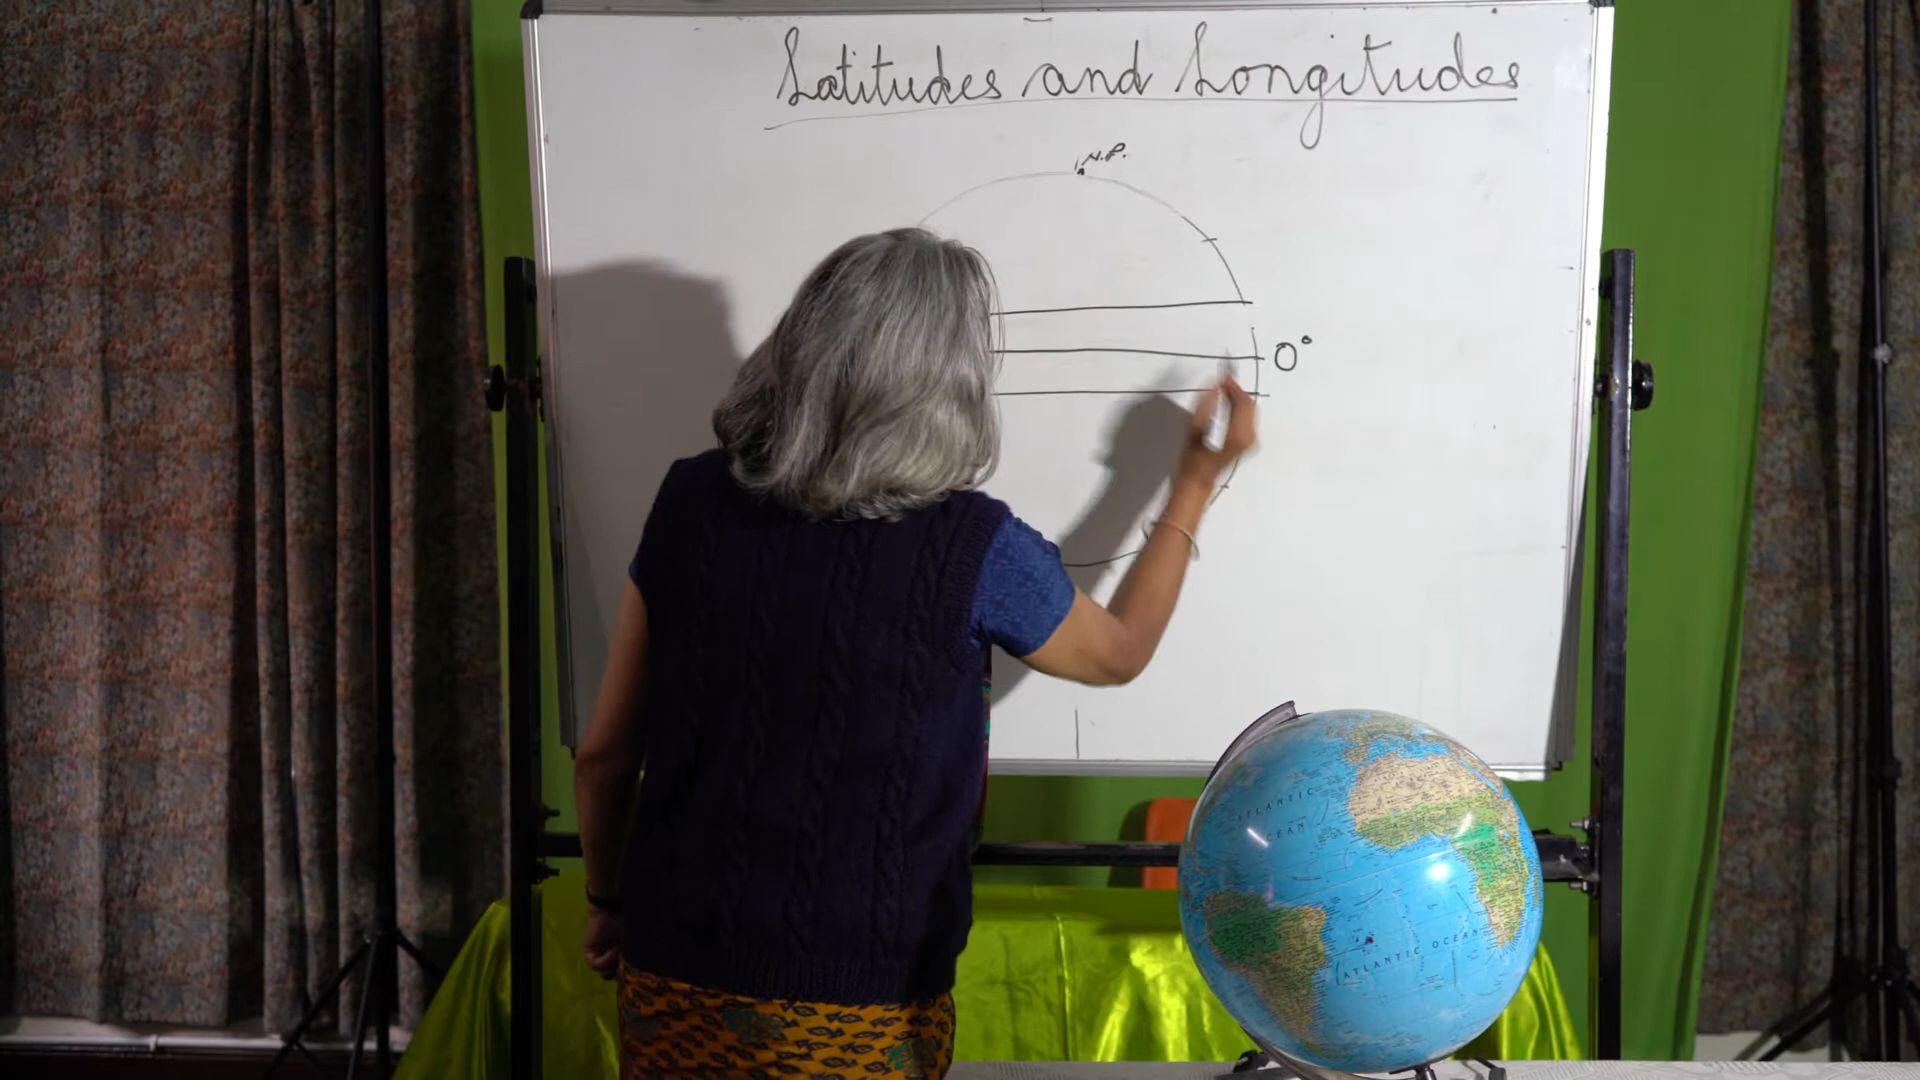 Latitudes and Longitudes
N.P.
0°
ATLANTIC
OCEAN
ATLANTIC OCEAN